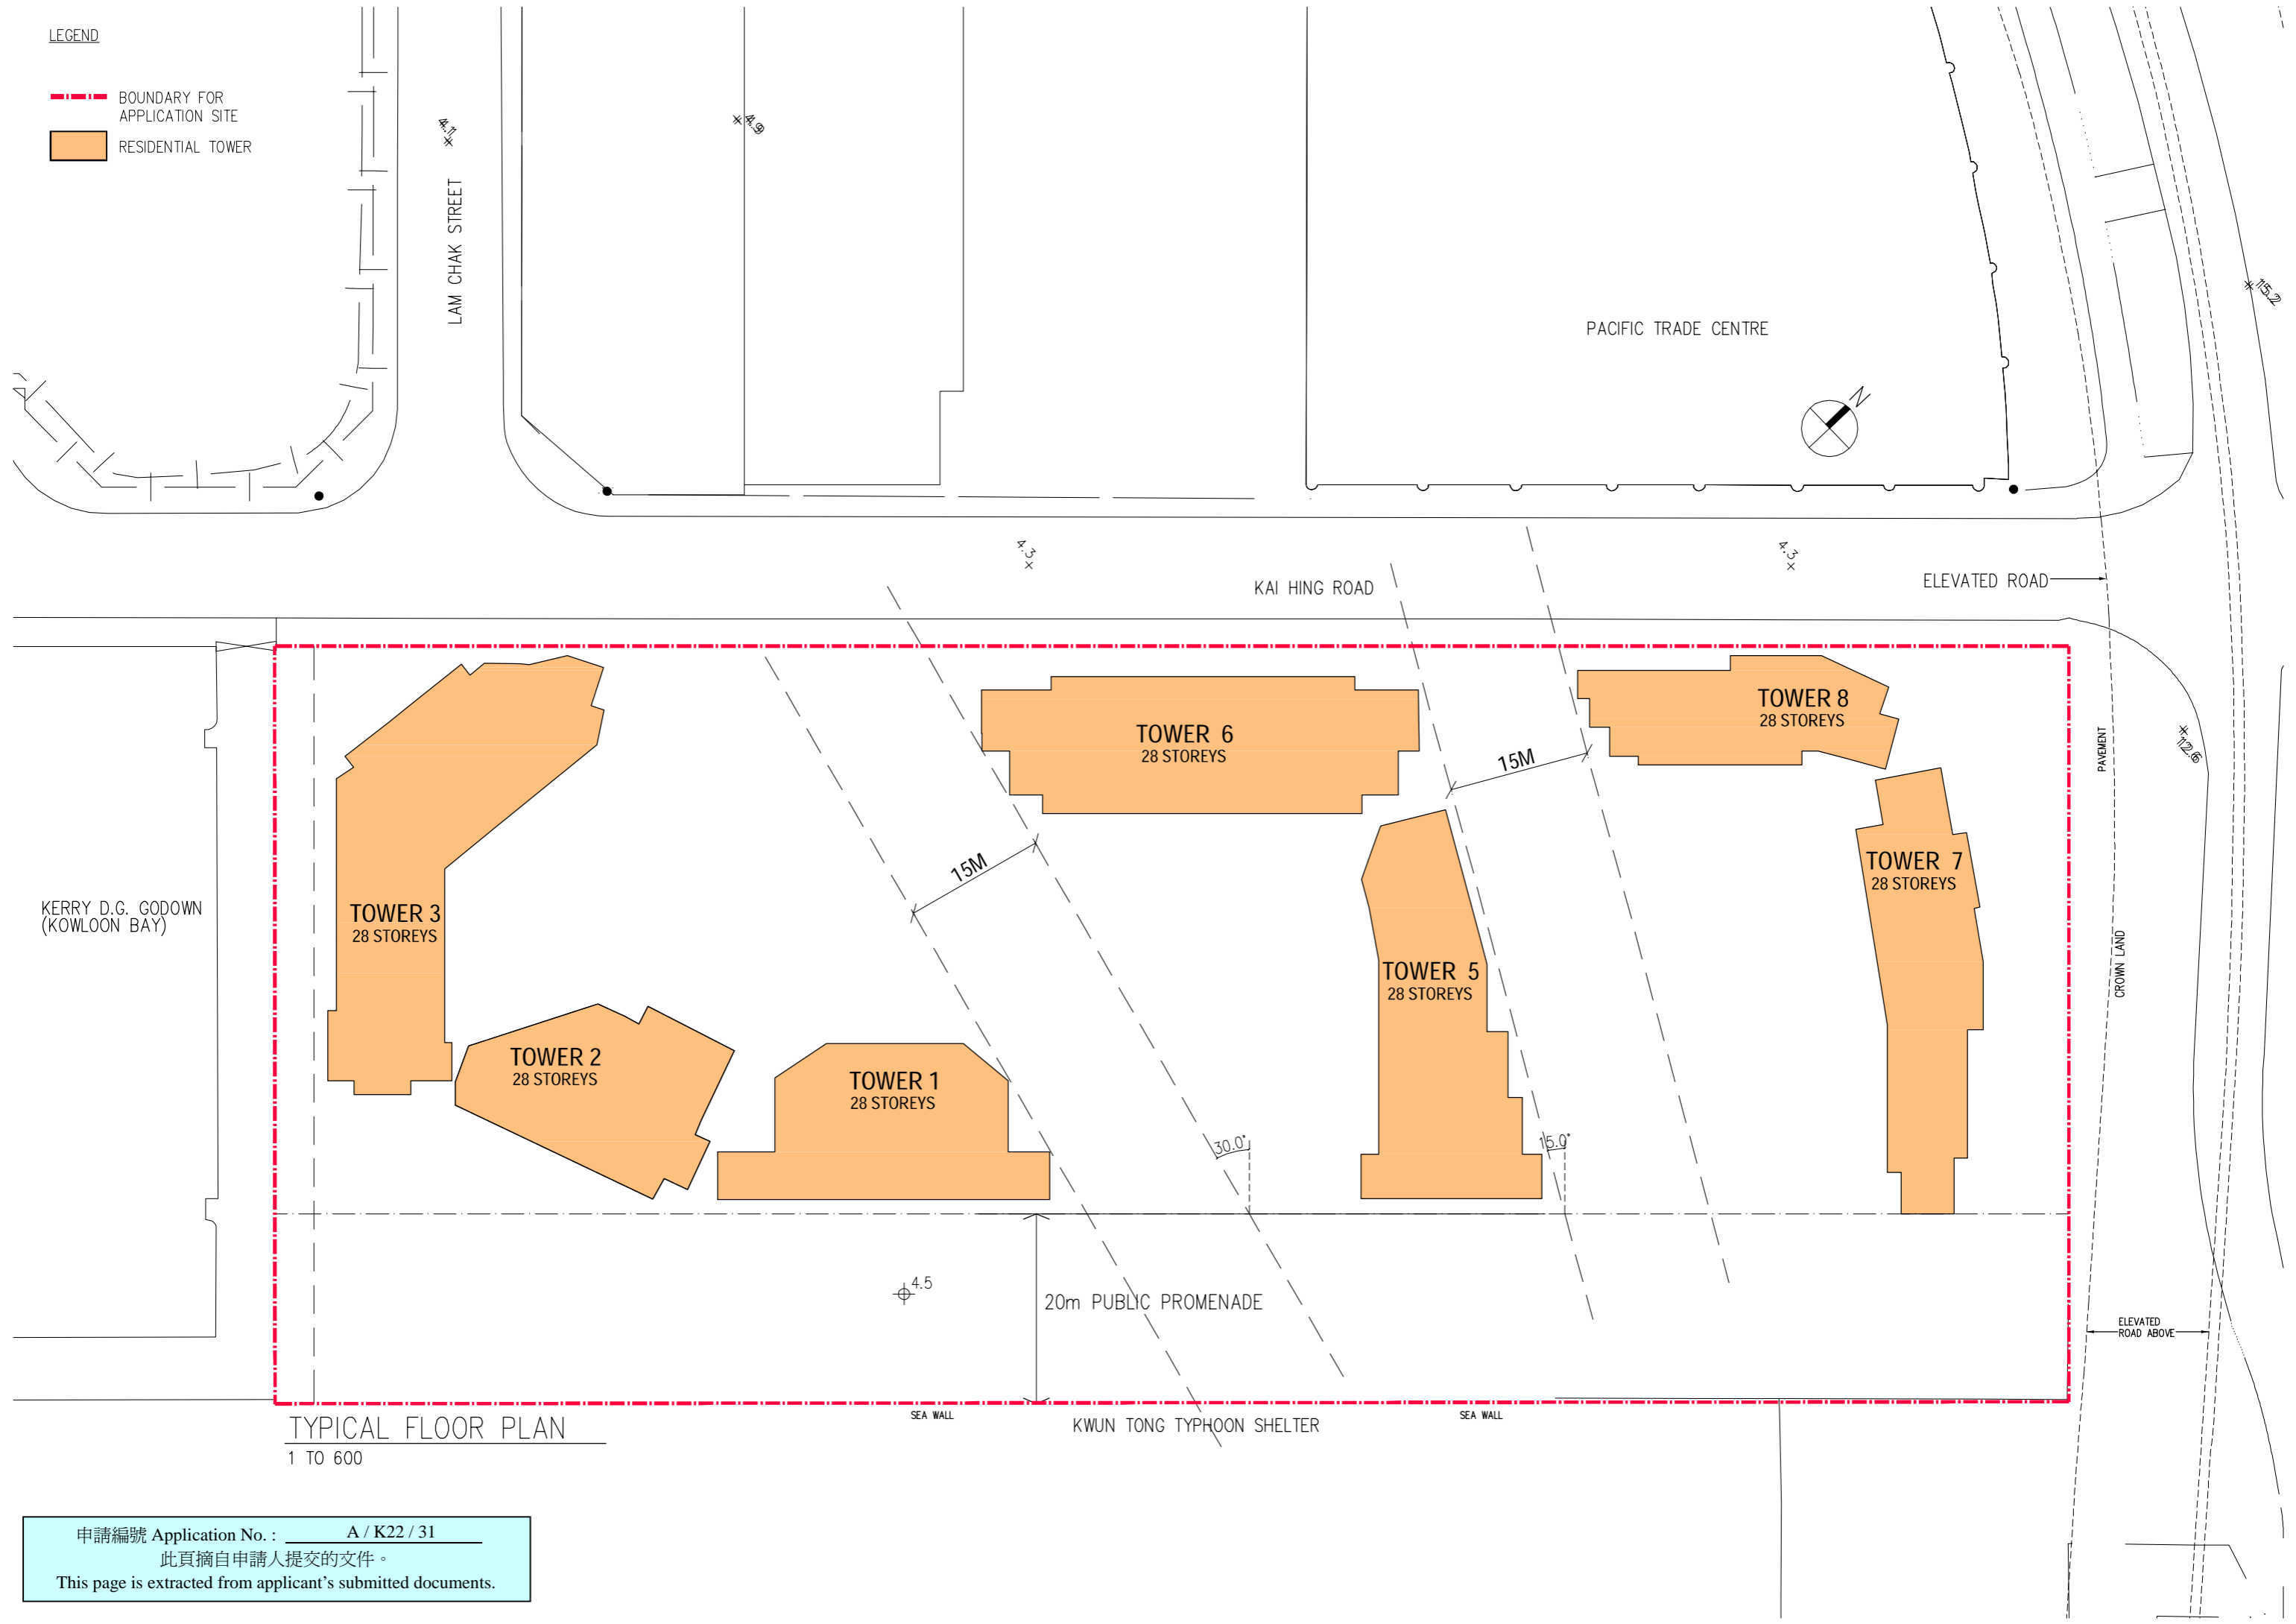 LEGEND
BOUNDARY FOR
APPLICATION SITE
RESIDENTIAL TOWER
4.1
4.9
LAM CHAK STREET
15.2
PACIFIC TRADE CENTRE
N
4.3
4.3
KAI HING ROAD
ELEVATED ROAD
TOWER 8
28 STOREYS
TOWER 6
28 STOREYS
15M
PAVEMENT
12.6
15M
TOWER 7
28 STOREYS
KERRY D.G. GODOWN
(KOWLOON BAY)
TOWER 3
28 STOREYS
CROWN LAND
TOWER 5
28 STOREYS
TOWER 2
28 STOREYS
TOWER 1
28 STOREYS
30.0°
15.0°
4.5
20m PUBLIC PROMENADE
ELEVATED
ROAD ABOVE
SEA WALL
KWUN TONG TYPHOON SHELTER
SEA WALL
TYPICAL FLOOR PLAN
1 TO 600
申請編號 Application No. : A / K22 / 31
此頁摘自申請人提交的文件。
This page is extracted from applicant's submitted documents.